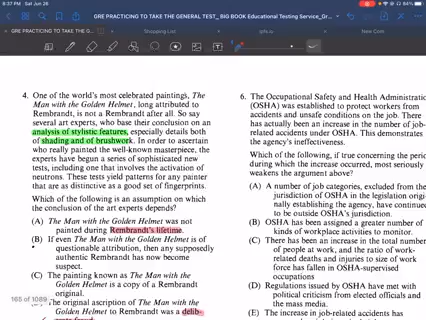 8:37 PM Sat Jun 26
84%
GRE PRACTICING TO TAKE THE GENERAL TEST_ BIG BOOK Educational Testing Service_Gr...
GRE PRACTICING TO TAKE THE G...
Shopping List
New Com
4. One of the world's most celebrated paintings, The
Man with the Golden Helmet, long attributed to
Rembrandt, is not a Rembrandt after all. So say
several art experts, who base their conclusion on an
analysis of stylistic features, especially details both
of shading and of brushwork. In order to ascertain
who really painted the well-known masterpiece, the
experts have begun a series of sophisticated new
tests, including one that involves the activation of
neutrons. These tests yield patterns for any painter
that are as distinctive as a good set of fingerprints.
Which of the following is an assumption on which
the conclusion of the art experts depends?
(A) The Man with the Golden Helmet was not
painted during Rembrandt's lifetime.
(B) If even The Man with the Golden Helmet is of
questionable attribution, then any supposedly
authentic Rembrandt has now become
suspect.
(C) The painting known as The Man with the
Golden Helmet is a copy of a Rembrandt
original.
165 of 1089
The original ascription of The Man with the
Golden Helmet to Rembrandt was a delib-
6. The Occupational Safety and Health Administratic
(OSHA) was established to protect workers from
accidents and unsafe conditions on the job. There
has actually been an increase in the number of job-
related accidents under OSHA. This demonstrates
the agency's ineffectiveness.
Which of the following, if true concerning the peric
during which the increase occurred, most seriously
weakens the argument above?
(A) A number of job categories, excluded from the
jurisdiction of OSHA in the legislation origi-
nally establishing the agency, have continued
to be outside OSHA's jurisdiction.
(B) OSHA has been assigned a greater number of
kinds of workplace activities to monitor.
(C) There has been an increase in the total number
of people at work, and the ratio of work-
related deaths and injuries to size of work
force has fallen in OSHA-supervised
occupations
(D) Regulations issued by OSHA have met with
political criticism from elected officials and
the mass media.
(E) The increase in job-related accidents has